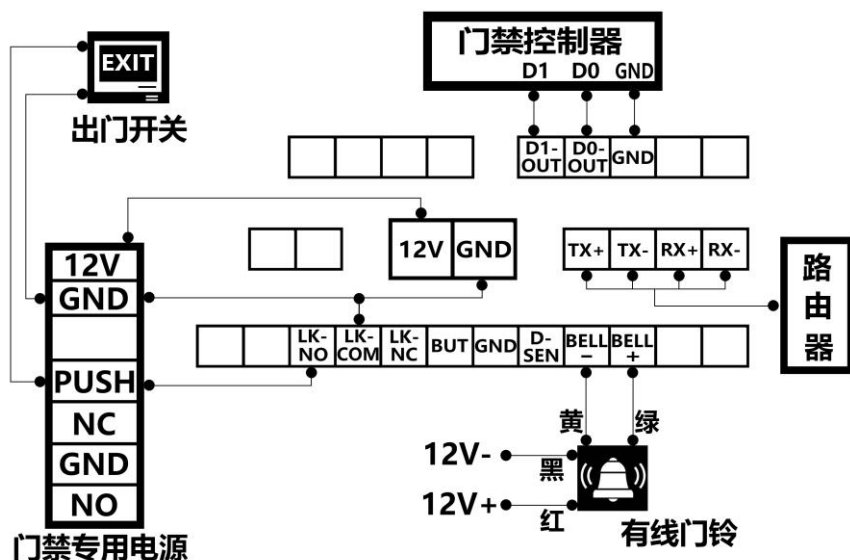 EXIT
出门开关
门禁控制器
D1 D0 GND
D1-OUT D0-OUT GND
12V GND
TX+ TX- RX+ RX-
路由器
LK-NO LK-COM LK-NC BUT GND D-SEN BELL- BELL+
12V
GND
PUSH
NC
GND
NO
门禁专用电源
黄 绿
12V- 黑
12V+ 红
有线门铃